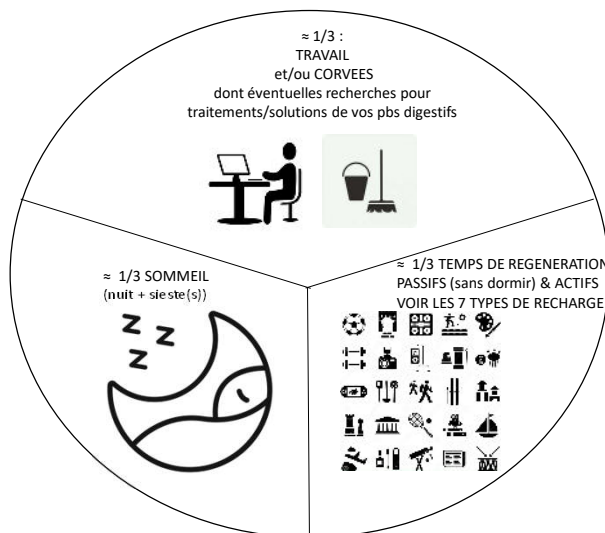 ≈ 1/3 :
TRAVAIL
et/ou CORVEES
dont éventuelles recherches pour
traitements/solutions de vos pbs digestifs
≈ 1/3 SOMMEIL
(nuit + sieste(s))
z
z
z
≈ 1/3 TEMPS DE REGENERATION
PASSIFS (sans dormir) & ACTIFS
VOIR LES 7 TYPES DE RECHARGE